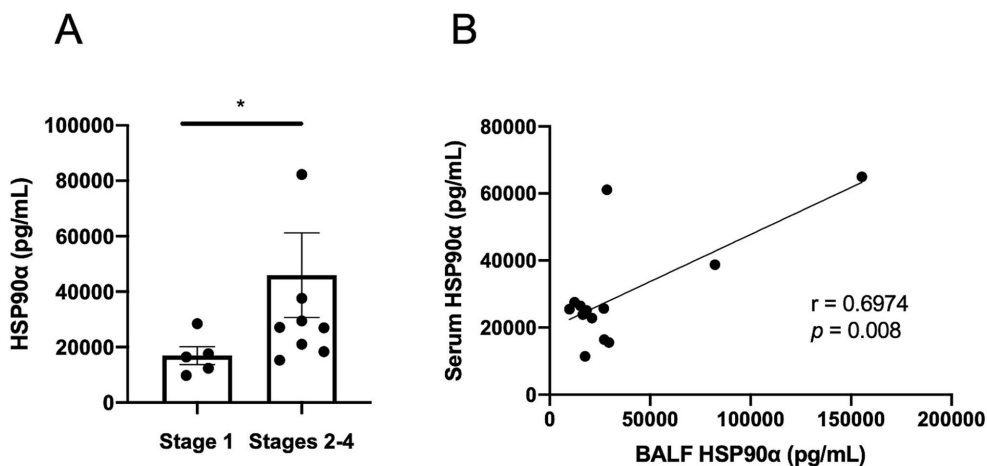 A
*
HSP90α (pg/mL)
100000
80000
60000
40000
20000
0
Stage 1 Stages 2-4
B
Serum HSP90α (pg/mL)
80000
60000
40000
20000
0
r = 0.6974
p = 0.008
0 50000 100000 150000 200000
BALF HSP90α (pg/mL)